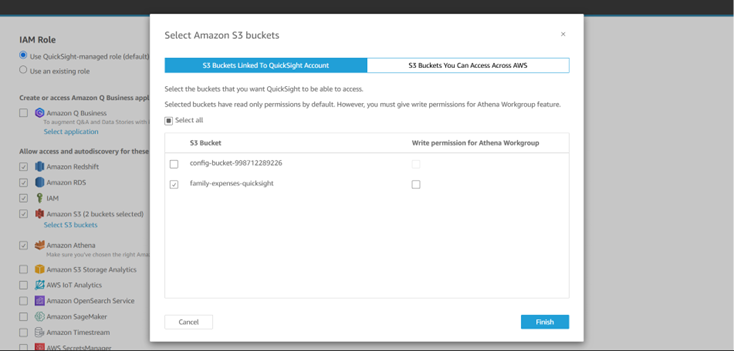 Select Amazon S3 buckets
×
S3 Buckets Linked To QuickSight Account
S3 Buckets You Can Access Across AWS
Select the buckets that you want QuickSight to be able to access.
Selected buckets have read only permissions by default. However, you must give write permissions for Athena Workgroup feature.
Select all
S3 Bucket
Write permission for Athena Workgroup
config-bucket-998712289226
family-expenses-quicksight
Cancel
Finish
IAM Role
Use QuickSight-managed role (default)
Use an existing role
Create or access Amazon Q Business appl
Amazon Q Business
To augment Q&A and Data Stories with
Select application
Allow access and autodiscovery for these
Amazon Redshift
Amazon RDS
IAM
Amazon S3 (2 buckets selected)
Select S3 buckets
Amazon Athena
Make sure you've chosen the right Ama
Amazon S3 Storage Analytics
AWS IoT Analytics
Amazon OpenSearch Service
Amazon SageMaker
Amazon Timestream
AWS SecretsManager